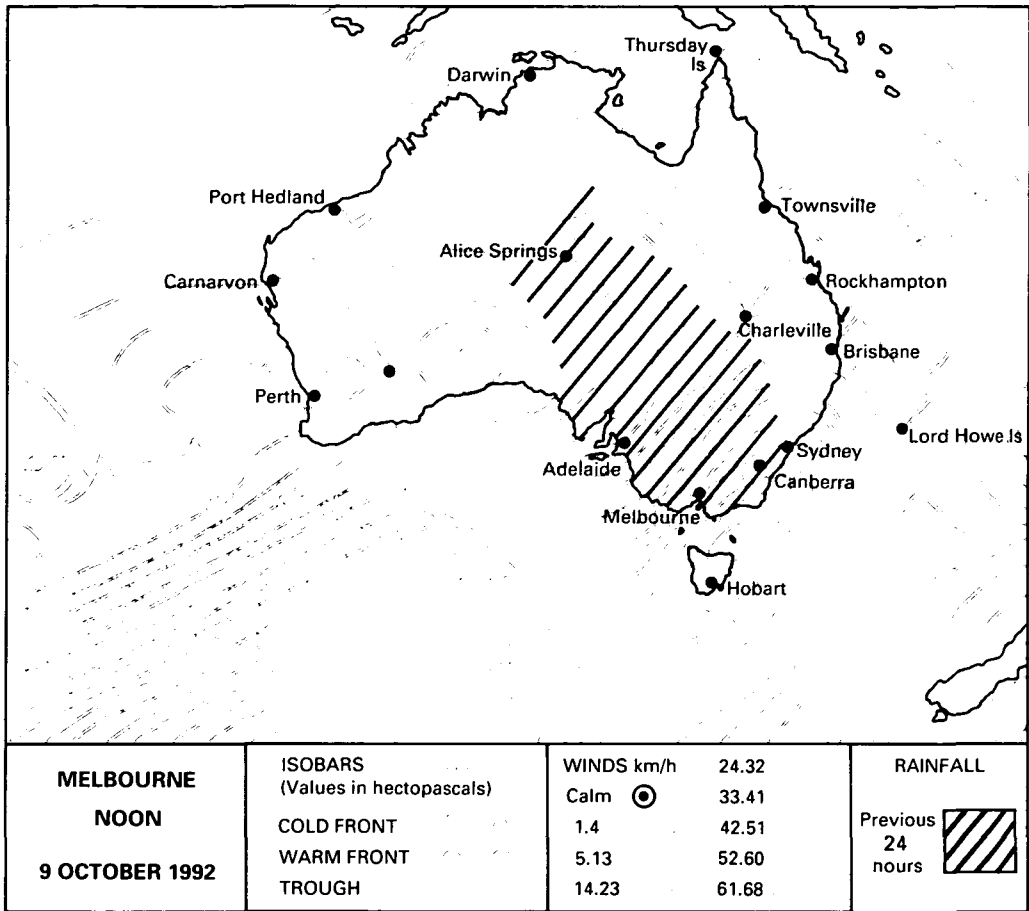 Thursday
Is
Darwin
Port Hedland
Townsville
Alice Springs
Carnarvon
Rockhampton
Charleville
Brisbane
Perth
Lord Howe.Is
Sydney
Adelaide
Canberra
Melbourne
Hobart
MELBOURNE
NOON
9 OCTOBER 1992
ISOBARS
(Values in hectopascals)
COLD FRONT
WARM FRONT
TROUGH
WINDS km/h 24.32
Calm 33.41
1.4 42.51
5.13 52.60
14.23 61.68
RAINFALL
Previous
24
nours